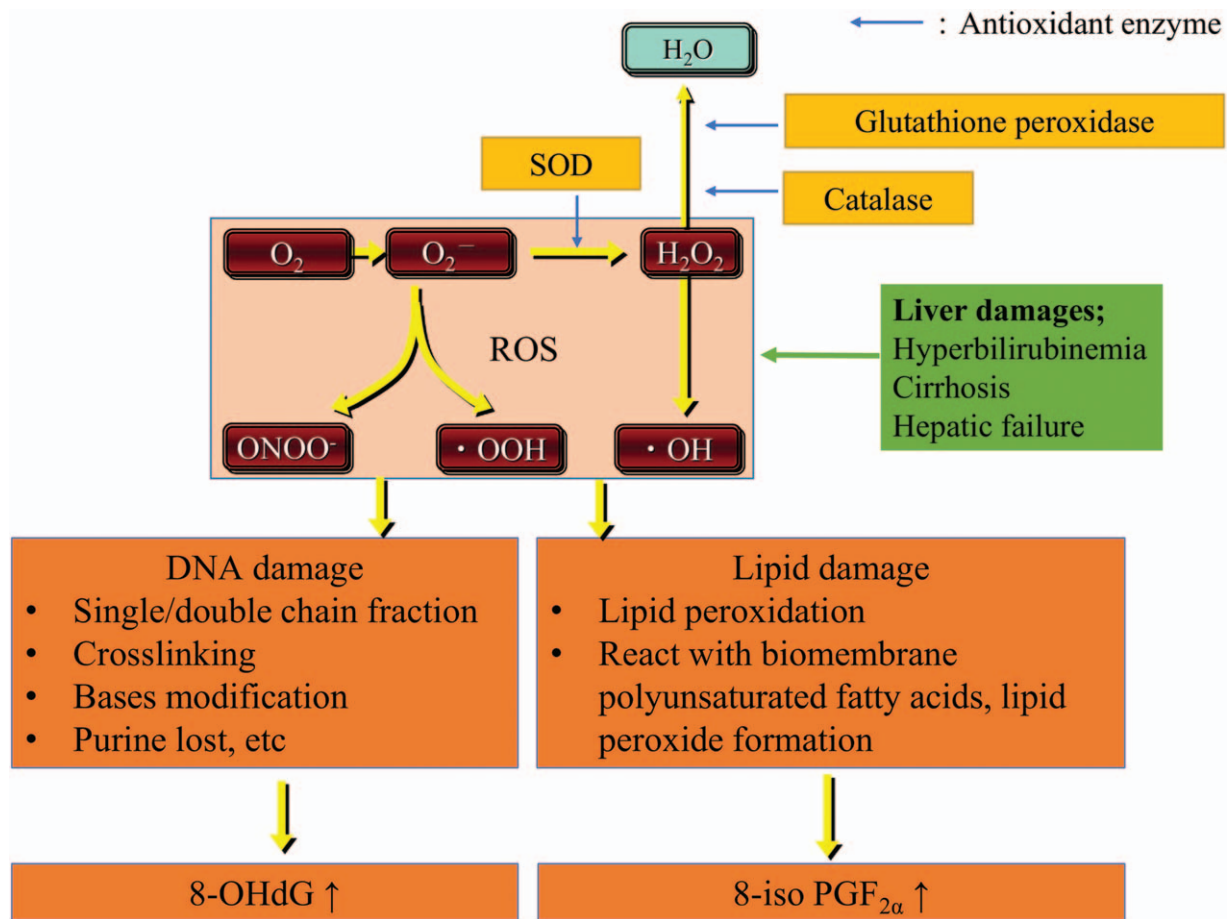 : Antioxidant enzyme
H₂O
Glutathione peroxidase
SOD
Catalase
O₂
O₂⁻
H₂O₂
Liver damages;
Hyperbilirubinemia
Cirrhosis
Hepatic failure
ROS
ONOO⁻
・OOH
・OH
DNA damage
• Single/double chain fraction
• Crosslinking
• Bases modification
• Purine lost, etc
Lipid damage
• Lipid peroxidation
• React with biomembrane
polyunsaturated fatty acids, lipid
peroxide formation
8-OHdG ↑
8-iso PGF₂α ↑